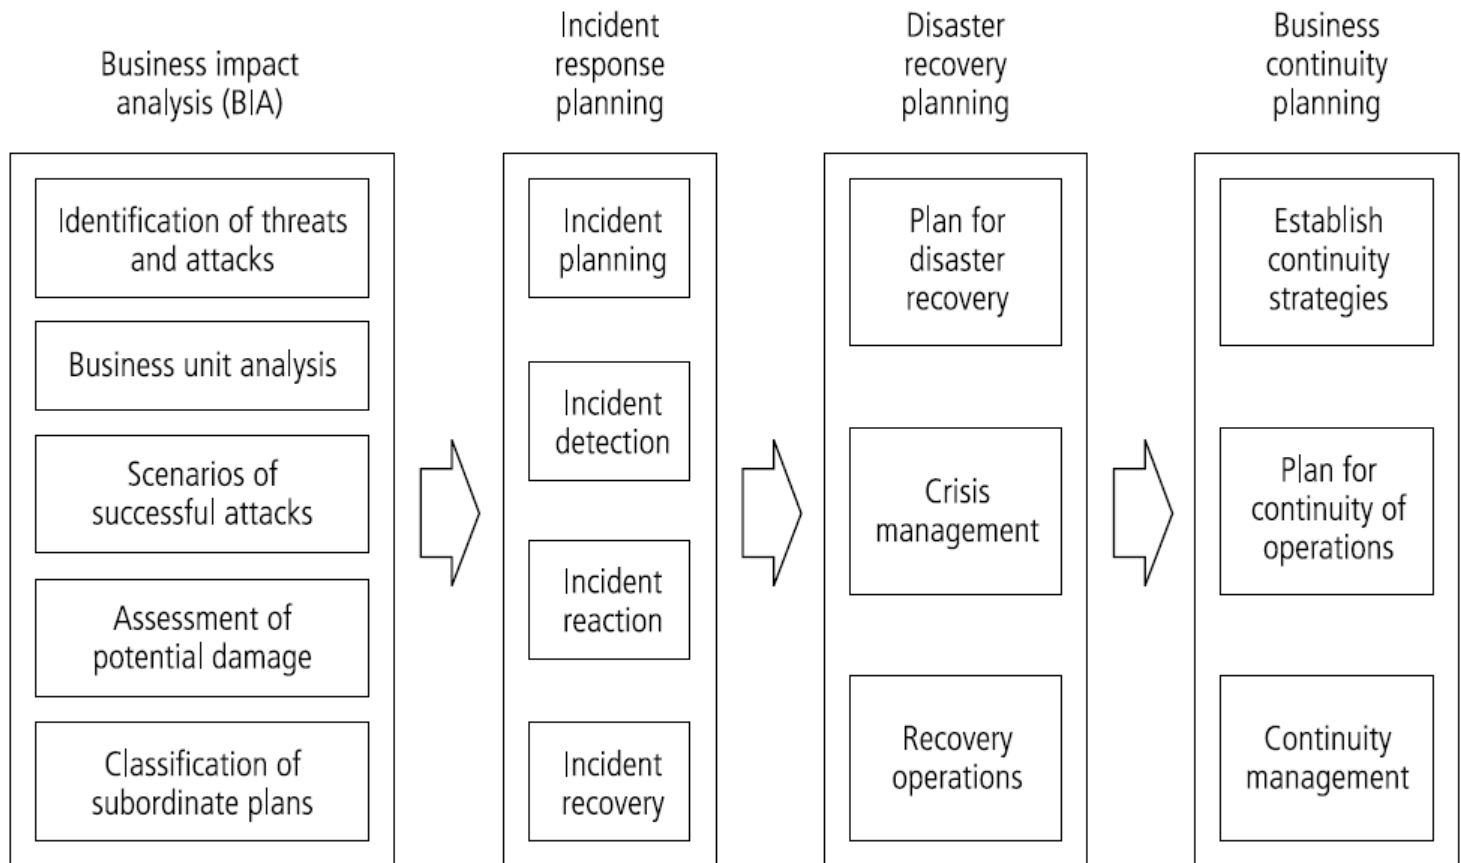 Business impact
analysis (BIA)
Identification of threats
and attacks
Business unit analysis
Scenarios of
successful attacks
Assessment of
potential damage
Classification of
subordinate plans
Incident
response
planning
Incident
planning
Incident
detection
Incident
reaction
Incident
recovery
Disaster
recovery
planning
Plan for
disaster
recovery
Crisis
management
Recovery
operations
Business
continuity
planning
Establish
continuity
strategies
Plan for
continuity of
operations
Continuity
management